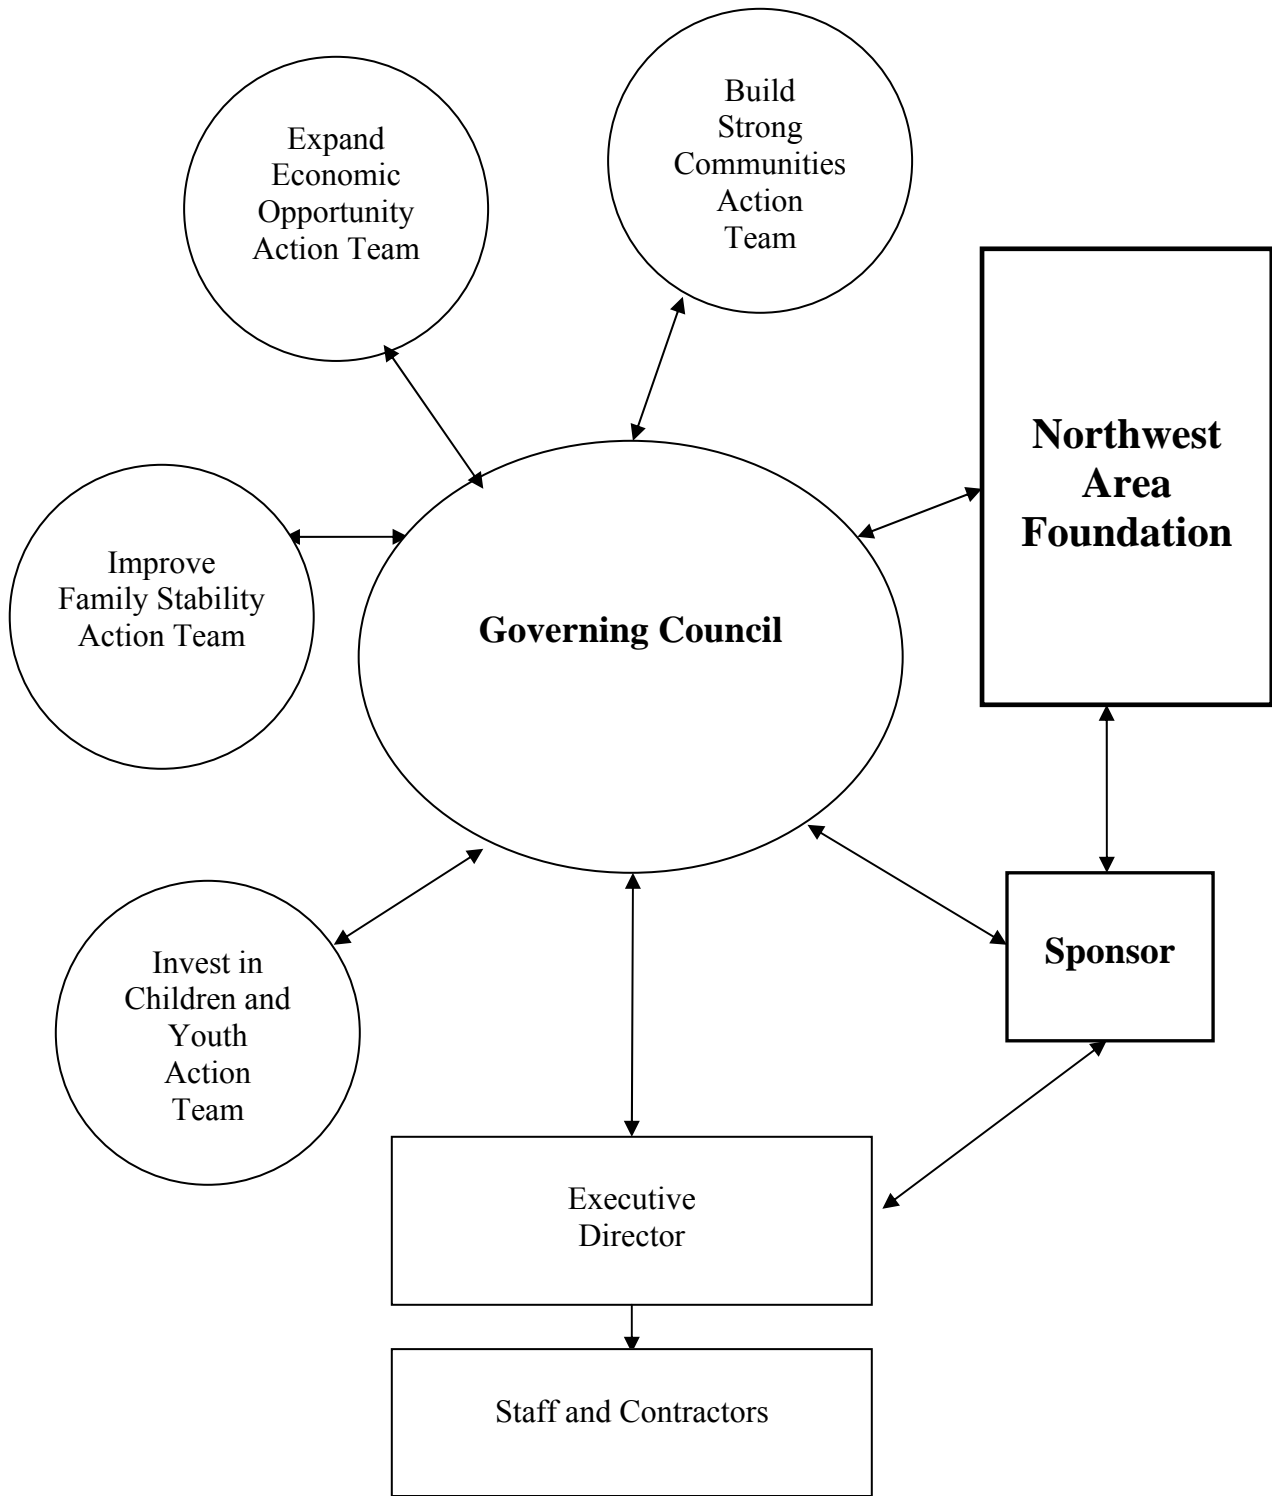 Expand
Economic
Opportunity
Action Team
Build
Strong
Communities
Action
Team
Northwest
Area
Foundation
Improve
Family Stability
Action Team
Governing Council
Invest in
Children and
Youth
Action
Team
Sponsor
Executive
Director
Staff and Contractors